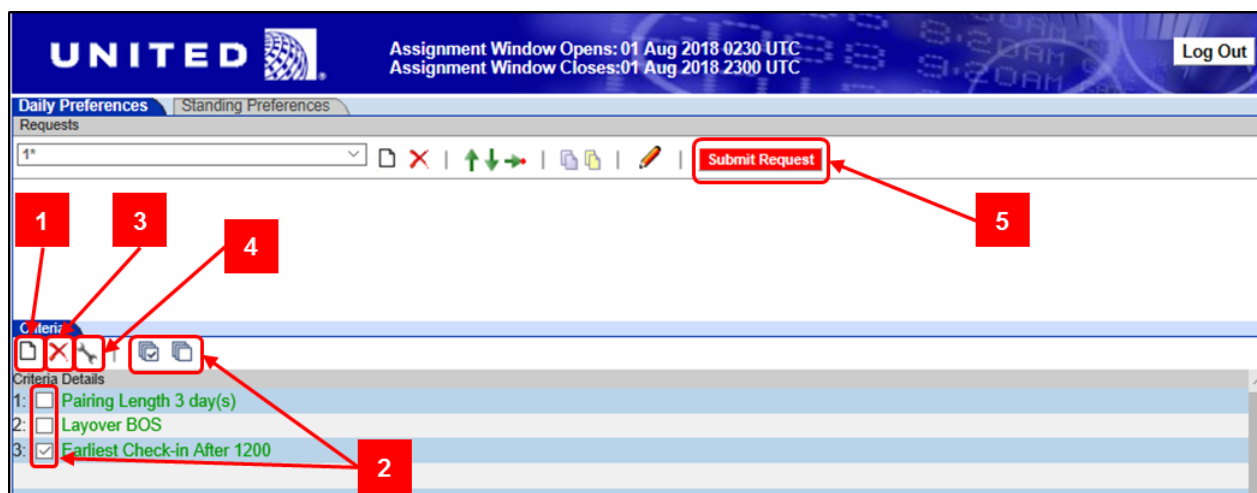 UNITED
Assignment Window Opens: 01 Aug 2018 0230 UTC
Assignment Window Closes:01 Aug 2018 2300 UTC
Log Out
Daily Preferences Standing Preferences
Requests
1*
Submit Request
1 3 4 5
Criteria
Criteria Details
1: Pairing Length 3 day(s)
2: Layover BOS
3: Earliest Check-in After 1200
2